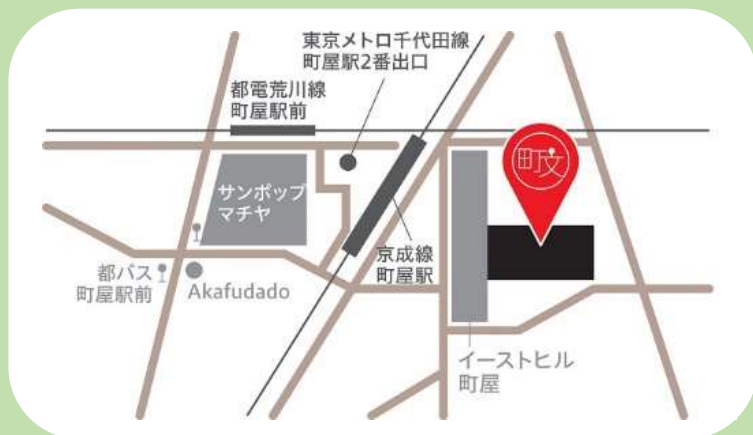 東京メトロ千代田線
町屋駅2番出口
都電荒川線
町屋駅前
町文
サンポップ
マチヤ
京成線
町屋駅
都バス
町屋駅前
Akafudado
イーストヒル
町屋